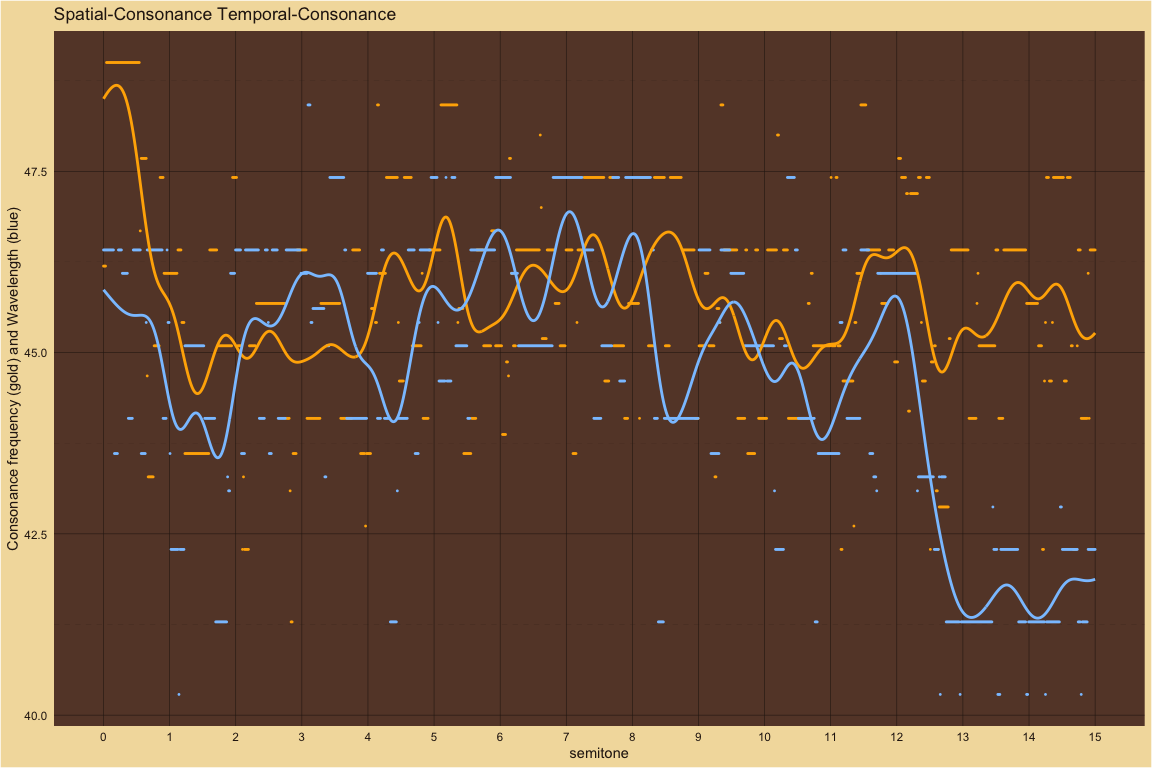 Spatial-Consonance Temporal-Consonance
Consonance frequency (gold) and Wavelength (blue)
47.5
45.0
42.5
40.0
0 1 2 3 4 5 6 7 8 9 10 11 12 13 14 15
semitone